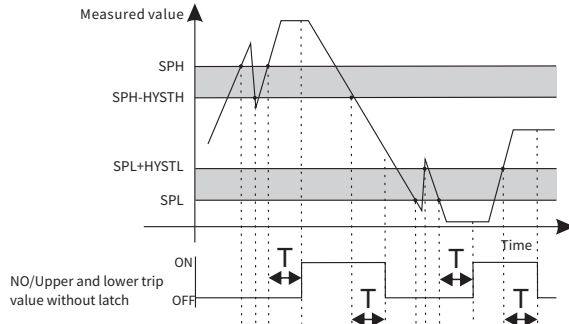 Measured value
SPH
SPH-HYSTH
SPL+HYSTL
SPL
Time
ON
T
T
NO/Upper and lower trip
value without latch
OFF
T
T